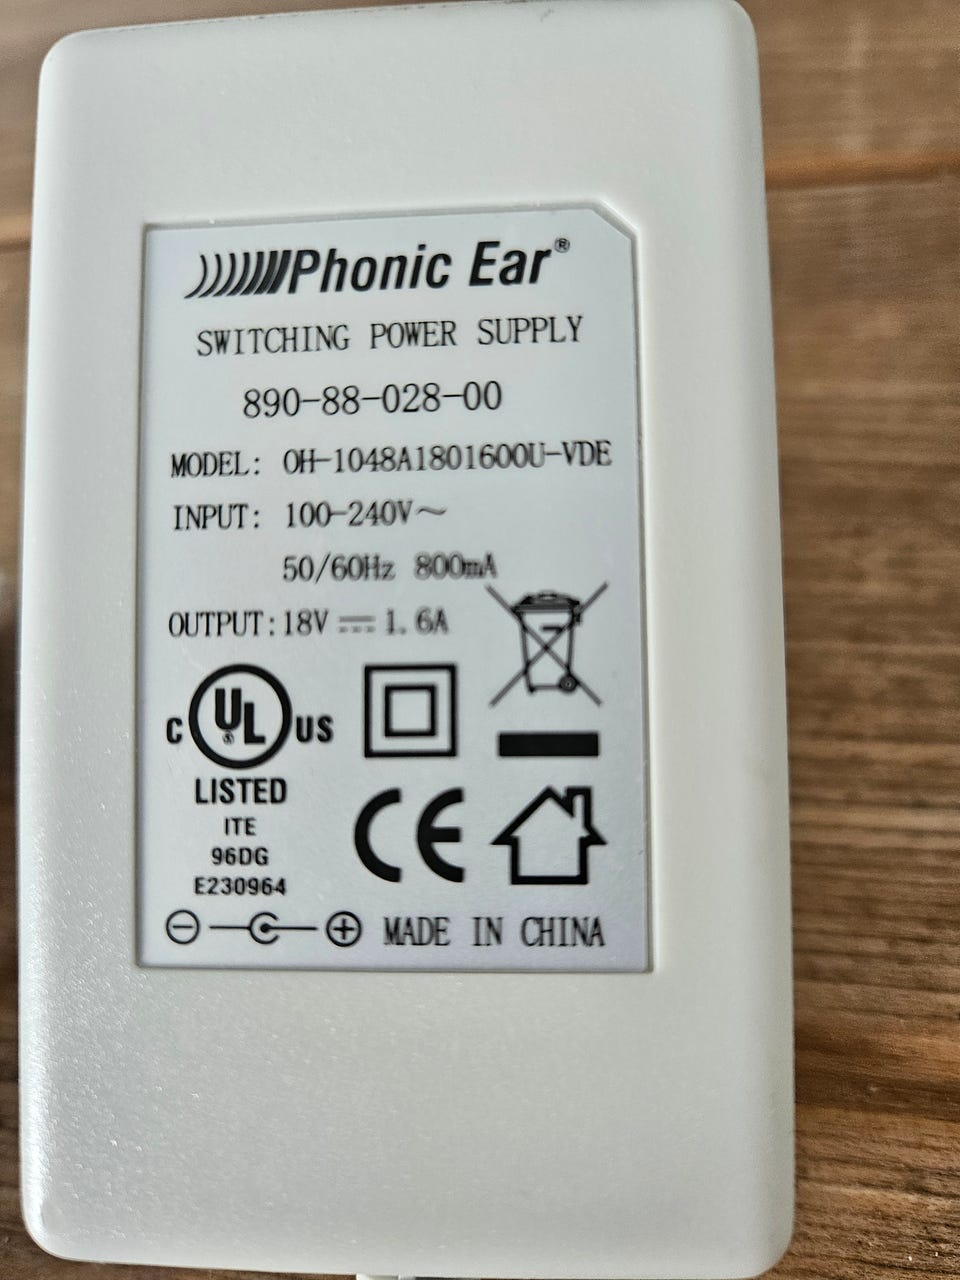 Phonic Ear®
SWITCHING POWER SUPPLY
890-88-028-00
MODEL: OH-1048A1801600U-VDE
INPUT: 100-240V~
50/60Hz 800mA
OUTPUT: 18V ⎓ 1.6A
C UL US
LISTED
ITE
96DG
E230964
CE
MADE IN CHINA